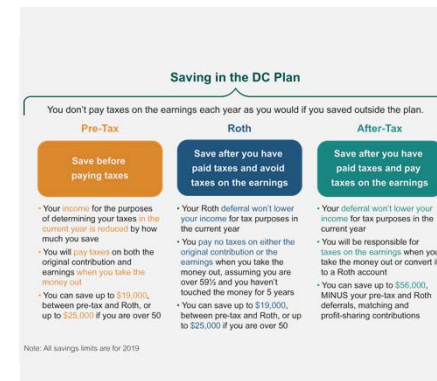 Saving in the DC Plan
You don't pay taxes on the earnings each year as you would if you saved outside the plan.
Pre-Tax
Save before
paying taxes
• Your income for the purposes
of determining your taxes in the
current year is reduced by how
much you save
• You will pay taxes on both the
original contribution and
earnings when you take the
money out
• You can save up to $19,000,
between pre-tax and Roth, or
up to $25,000 if you are over 50
Roth
Save after you have
paid taxes and avoid
taxes on the earnings
• Your Roth deferral won't lower
your income for tax purposes in
the current year
• You pay no taxes on either the
original contribution or the
earnings when you take the
money out, assuming you are
over 59½ and you haven't
touched the money for 5 years
• You can save up to $19,000,
between pre-tax and Roth, or up
to $25,000 if you are over 50
After-Tax
Save after you have
paid taxes and pay
taxes on the earnings
• Your deferral won't lower your
income for tax purposes in the
current year
• You will be responsible for
taxes on the earnings when you
take the money out or convert it
to a Roth account
• You can save up to $56,000,
MINUS your pre-tax and Roth
deferrals, matching and
profit-sharing contributions
Note: All savings limits are for 2019